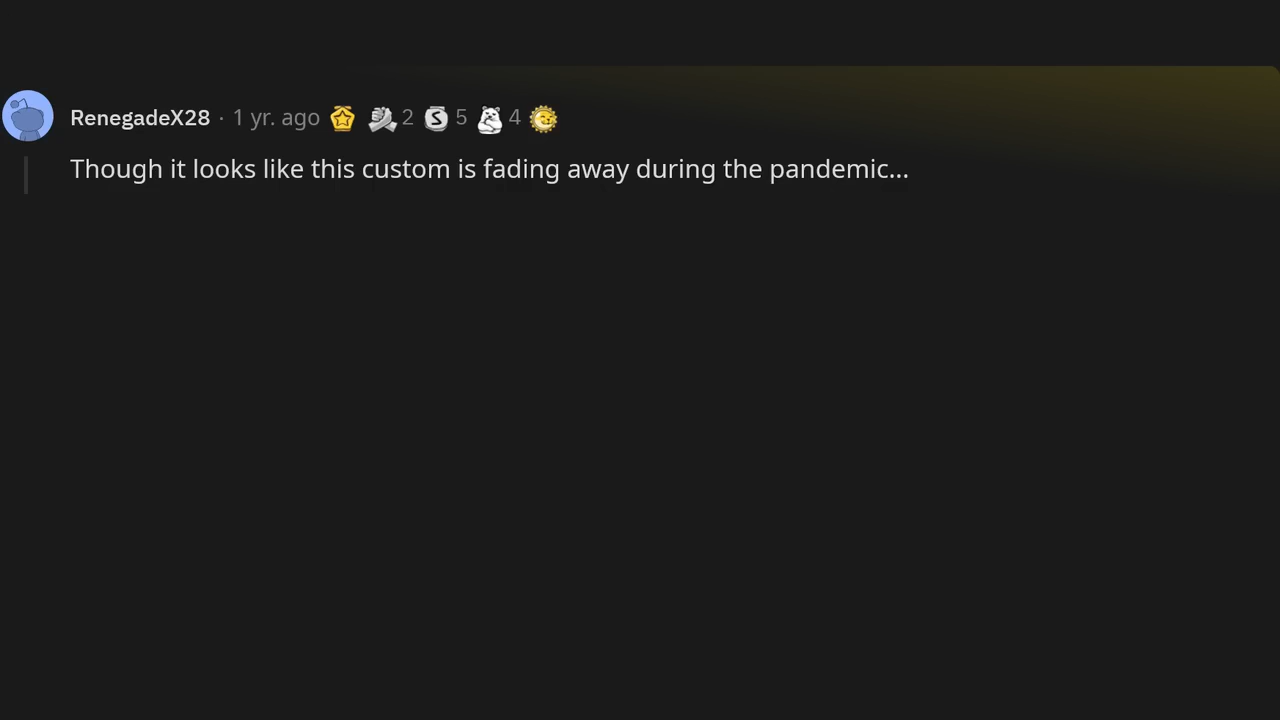 RenegadeX28 · 1 yr. ago 2 S 5 4
Though it looks like this custom is fading away during the pandemic...